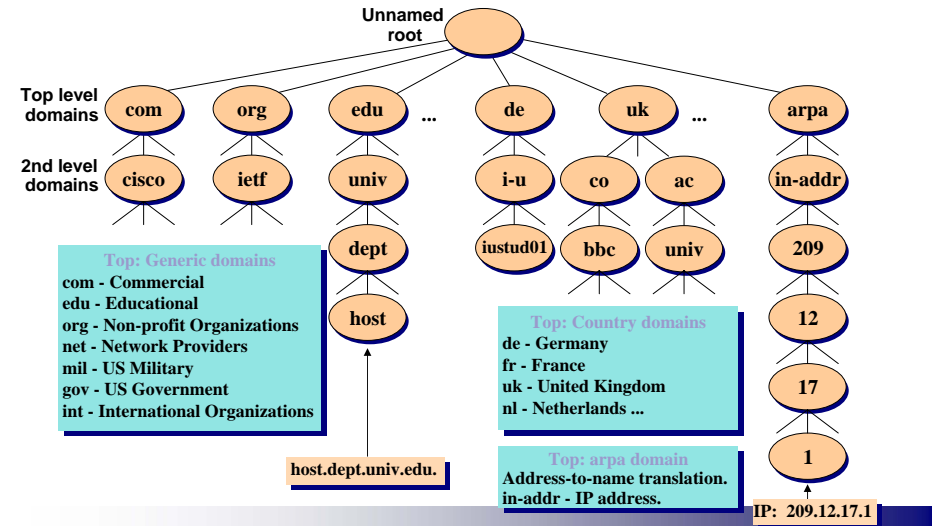 Unnamed
root
Top level
domains
com
org
edu
...
de
uk
...
arpa
2nd level
domains
cisco
ietf
univ
i-u
co
ac
in-addr
dept
iustud01
bbc
univ
209
host
12
17
1
Top: Generic domains
com - Commercial
edu - Educational
org - Non-profit Organizations
net - Network Providers
mil - US Military
gov - US Government
int - International Organizations
Top: Country domains
de - Germany
fr - France
uk - United Kingdom
nl - Netherlands ...
host.dept.univ.edu.
Top: arpa domain
Address-to-name translation.
in-addr - IP address.
IP: 209.12.17.1